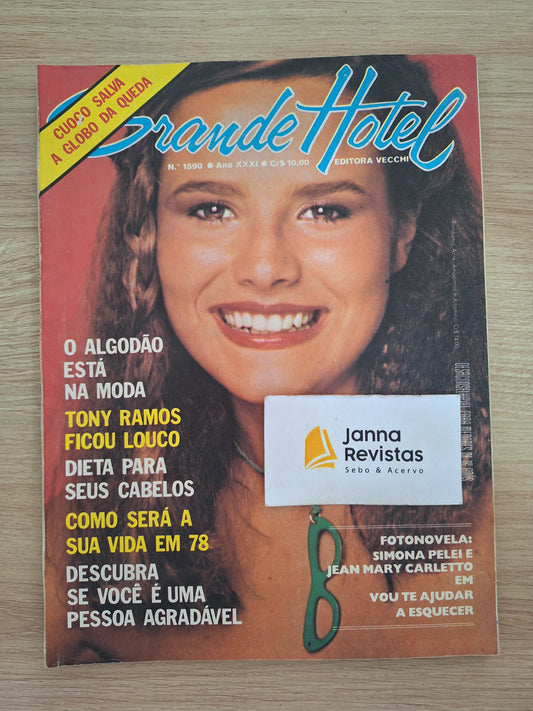 CUOCO SALVA
A GLOBO DA QUEDA
Grande Hotel
N.° 1590 ● Ano XXXI ● Cr$ 10,00
EDITORA VECCHI
O ALGODÃO
ESTÁ
NA MODA
TONY RAMOS
FICOU LOUCO
DIETA PARA
SEUS CABELOS
COMO SERÁ A
SUA VIDA EM 78
DESCUBRA
SE VOCÊ É UMA
PESSOA AGRADÁVEL
Janna
Revistas
Sebo & Acervo
FOTONOVELA:
SIMONA PELEI E
JEAN MARY CARLETTO
EM
VOU TE AJUDAR
A ESQUECER